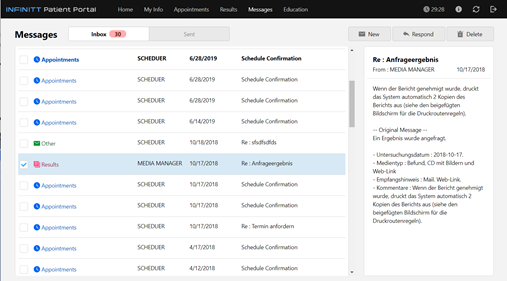 INFINITT Patient Portal Home My Info Appointments Results Messages Education 29:28
Messages Inbox 30 Sent New Respond Delete
Appointments SCHEDUER 6/28/2019 Schedule Confirmation
Appointments SCHEDUER 6/28/2019 Schedule Confirmation
Appointments SCHEDUER 6/28/2019 Schedule Confirmation
Appointments SCHEDUER 6/14/2019 Schedule Confirmation
Other SCHEDUER 10/18/2018 Re : sfsdfsdfds
Results MEDIA MANAGER 10/17/2018 Re : Anfrageergebnis
Appointments SCHEDUER 10/17/2018 Schedule Confirmation
Appointments SCHEDUER 10/17/2018 Schedule Confirmation
Appointments SCHEDUER 10/17/2018 Re : Termin anfordern
Appointments SCHEDUER 4/17/2018 Schedule Confirmation
Appointments SCHEDUER 4/12/2018 Schedule Confirmation
Re : Anfrageergebnis
From : MEDIA MANAGER 10/17/2018
Wenn der Bericht genehmigt wurde, druckt
das System automatisch 2 Kopien des
Berichts aus (siehe den beigefügten
Bildschirm für die Druckroutenregeln).
-- Original Message --
Ein Ergebnis wurde angefragt.
- Untersuchungsdatum : 2018-10-17.
- Medientyp : Befund, CD mit Bildern und
Web-Link
- Empfangshinweis : Mail, Web-Link.
- Kommentare : Wenn der Bericht genehmigt
wurde, druckt das System automatisch 2
Kopien des Berichts aus (siehe den
beigefügten Bildschirm für die
Druckroutenregeln).